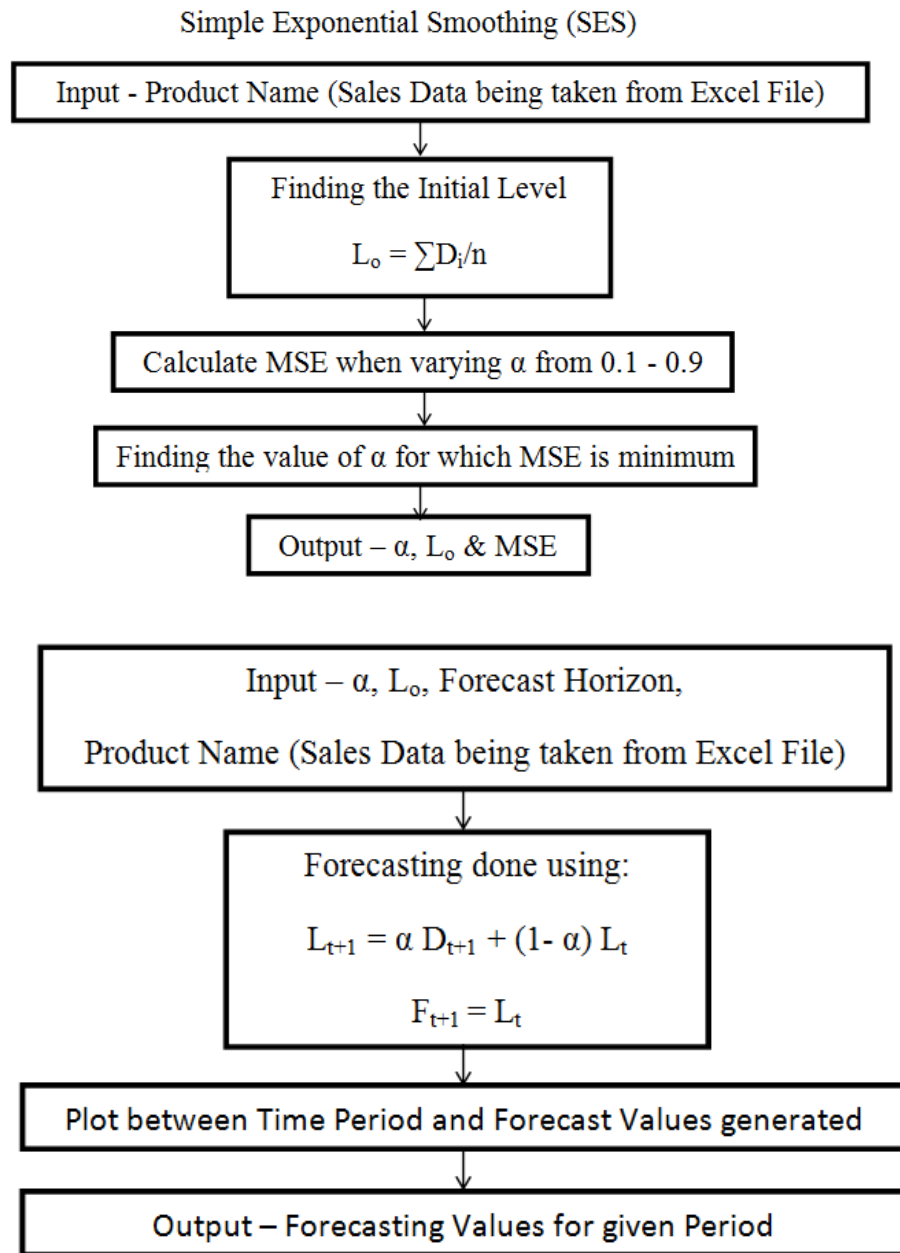 Simple Exponential Smoothing (SES)
Input - Product Name (Sales Data being taken from Excel File)
Finding the Initial Level
Lₒ = ∑Dᵢ/n
Calculate MSE when varying α from 0.1 - 0.9
Finding the value of α for which MSE is minimum
Output – α, Lₒ & MSE
Input – α, Lₒ, Forecast Horizon,
Product Name (Sales Data being taken from Excel File)
Forecasting done using:
Lₜ₊₁ = α Dₜ₊₁ + (1- α) Lₜ
Fₜ₊₁ = Lₜ
Plot between Time Period and Forecast Values generated
Output – Forecasting Values for given Period